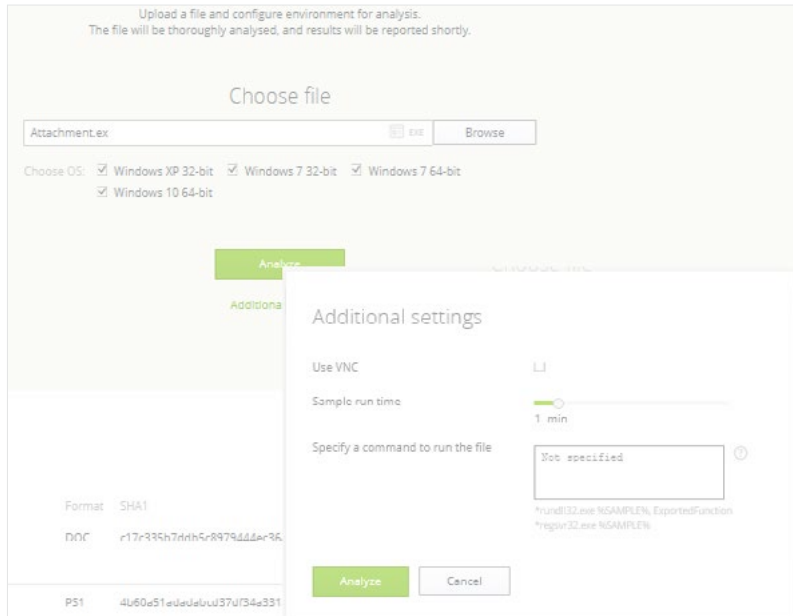 Upload a file and configure environment for analysis.
The file will be thoroughly analysed, and results will be reported shortly.
Choose file
Attachment.ex EXE Browse
Choose OS: Windows XP 32-bit Windows 7 32-bit Windows 7 64-bit
Windows 10 64-bit
Analyze
Additiona
Additional settings
Use VNC
Sample run time
1 min
Specify a command to run the file
Not specified
*rundll32.exe %SAMPLE%, ExportedFunction
*regsvr32.exe %SAMPLE%
Analyze Cancel
Format SHA1
DOC
PS1